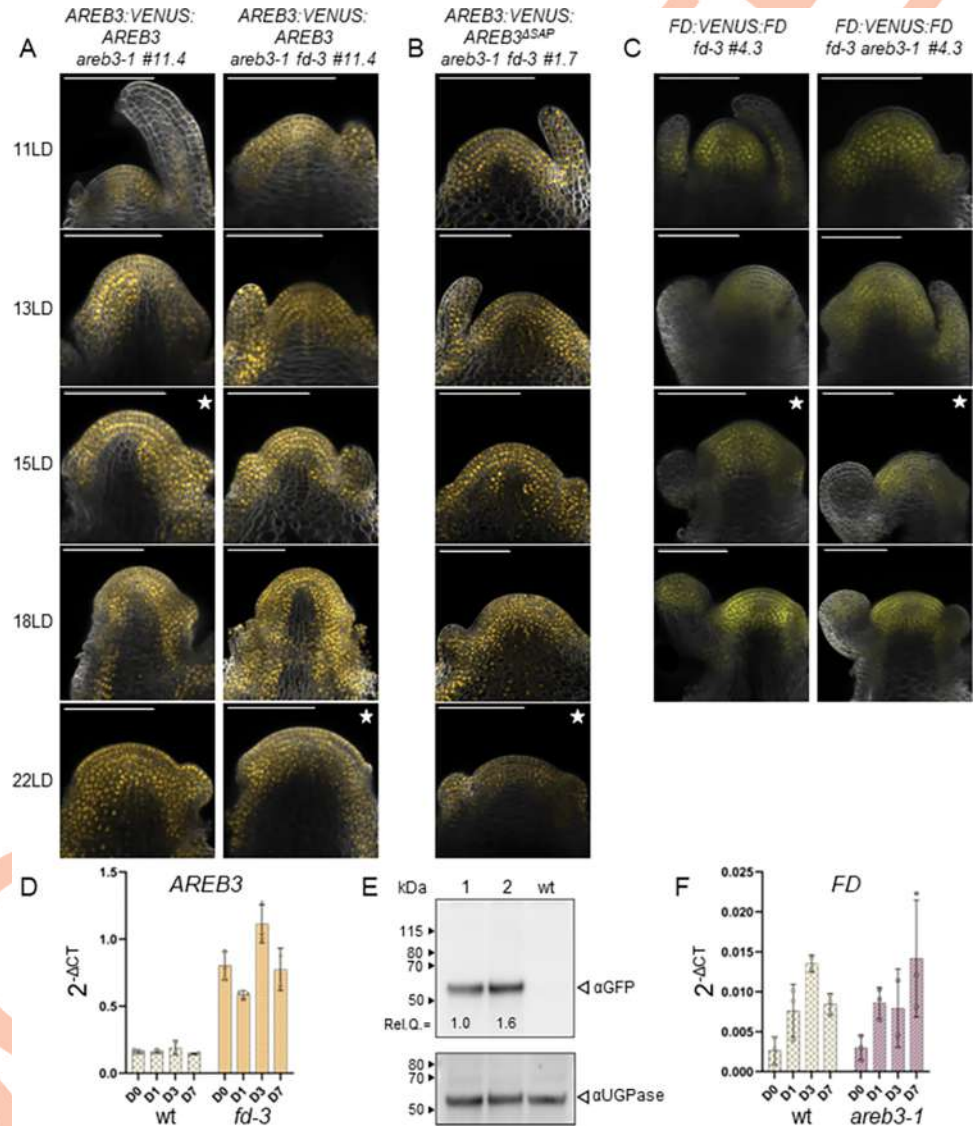 AREB3:VENUS:
AREB3
areb3-1 #11.4
AREB3:VENUS:
AREB3
areb3-1 fd-3 #11.4
AREB3:VENUS:
AREB3ΔSAP
areb3-1 fd-3 #1.7
FD:VENUS:FD
fd-3 #4.3
FD:VENUS:FD
fd-3 areb3-1 #4.3
A
B
C
11LD
13LD
15LD
18LD
22LD
D
AREB3
2-ΔCT
1.5
1.0
0.5
0.0
D0 D1 D3 D7 D0 D1 D3 D7
wt fd-3
E
kDa 1 2 wt
115
80
70
50
αGFP
Rel.Q.= 1.0 1.6
80
70
50
αUGPase
F
FD
2-ΔCT
0.025
0.020
0.015
0.010
0.005
0.000
D0 D1 D3 D7 D0 D1 D3 D7
wt areb3-1